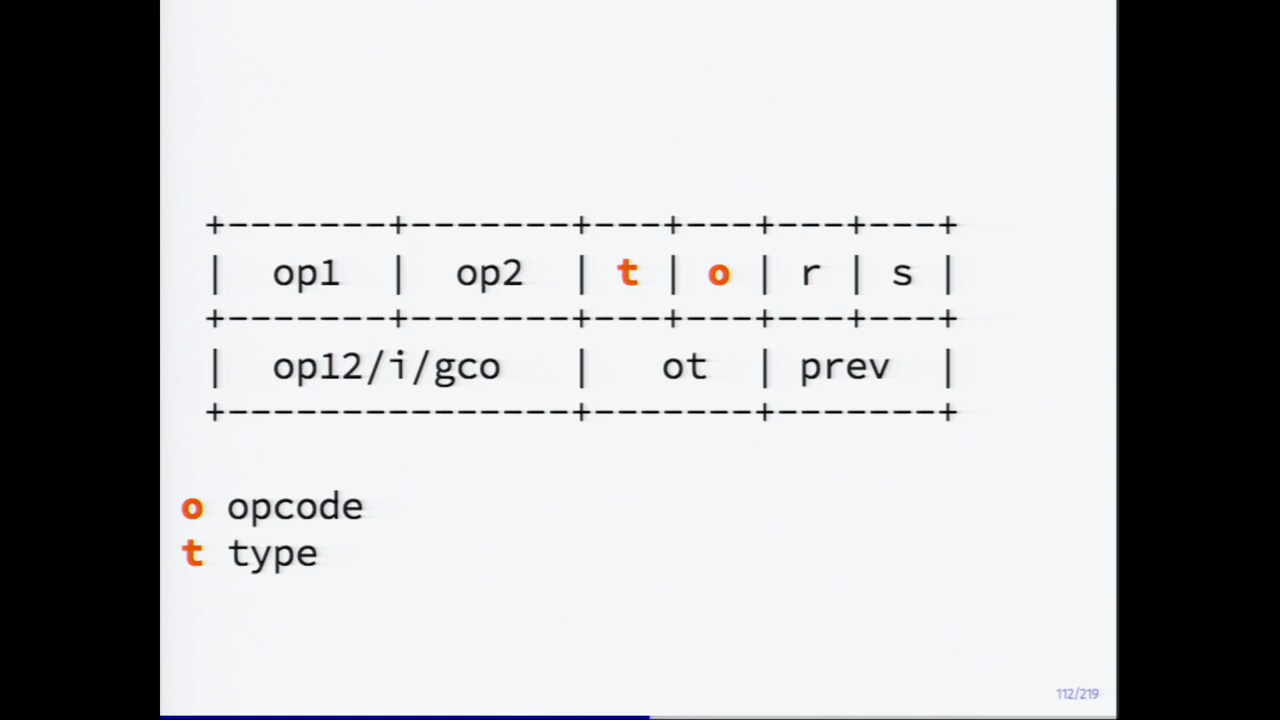 +-------+-------+---+---+---+---+
|  op1  |  op2  | t | o | r | s |
+-------+-------+---+---+---+---+
|  op12/i/gco   |   ot  | prev  |
+---------------+-------+-------+
o opcode
t type
112/219